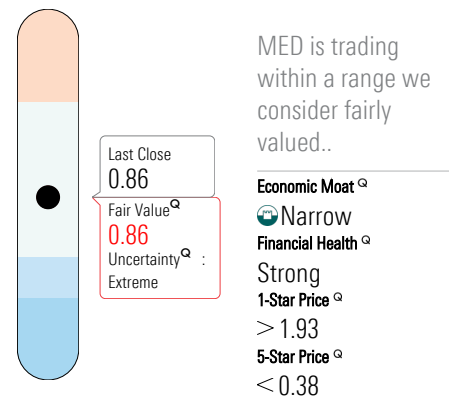 MED is trading
within a range we
consider fairly
valued..
Last Close
0.86
Fair Value Q
0.86
Uncertainty Q :
Extreme
Economic Moat Q
Narrow
Financial Health Q
Strong
1-Star Price Q
> 1.93
5-Star Price Q
< 0.38